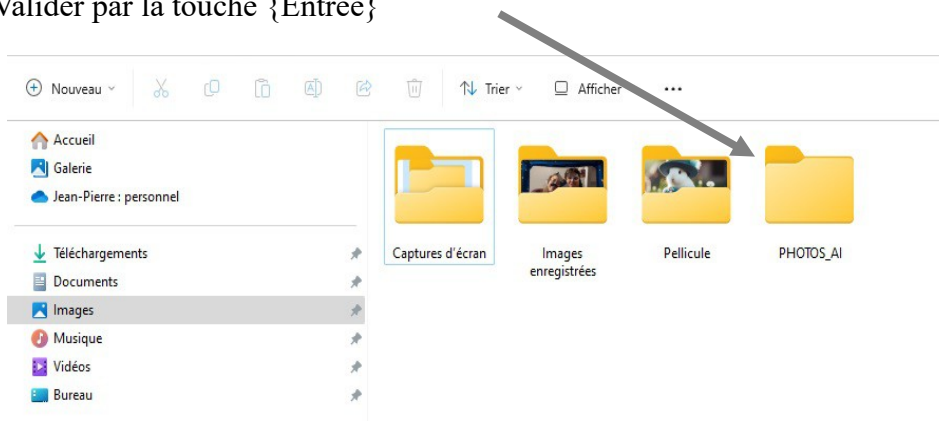 Valider par la touche {Entrée}
Nouveau
Trier
Afficher
Accueil
Galerie
Jean-Pierre : personnel
Téléchargements
Documents
Images
Musique
Vidéos
Bureau
Captures d'écran
Images
enregistrées
Pellicule
PHOTOS_AI